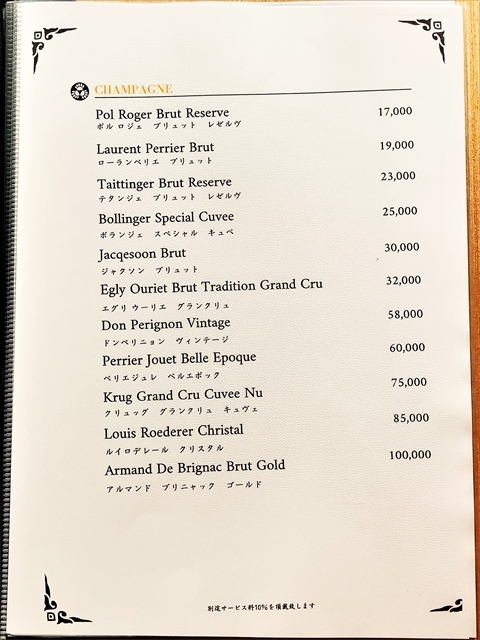 CHAMPAGNE
Pol Roger Brut Reserve 17,000
ポル ロジェ ブリュット レゼルヴ
Laurent Perrier Brut 19,000
ローランペリエ ブリュット
Taittinger Brut Reserve 23,000
テタンジェ ブリュット レゼルヴ
Bollinger Special Cuvee 25,000
ボランジェ スペシャル キュベ
Jacqesoon Brut 30,000
ジャクソン ブリュット
Egly Ouriet Brut Tradition Grand Cru 32,000
エグリ ウーリエ グランクリュ
Don Perignon Vintage 58,000
ドンペリニョン ヴィンテージ
Perrier Jouet Belle Epoque 60,000
ペリエジュレ ベルエポック
Krug Grand Cru Cuvee Nu 75,000
クリュッグ グランクリュ キュヴェ
Louis Roederer Christal 85,000
ルイロデレール クリスタル
Armand De Brignac Brut Gold 100,000
アルマンド ブリニャック ゴールド
別途サービス料10%を頂戴致します